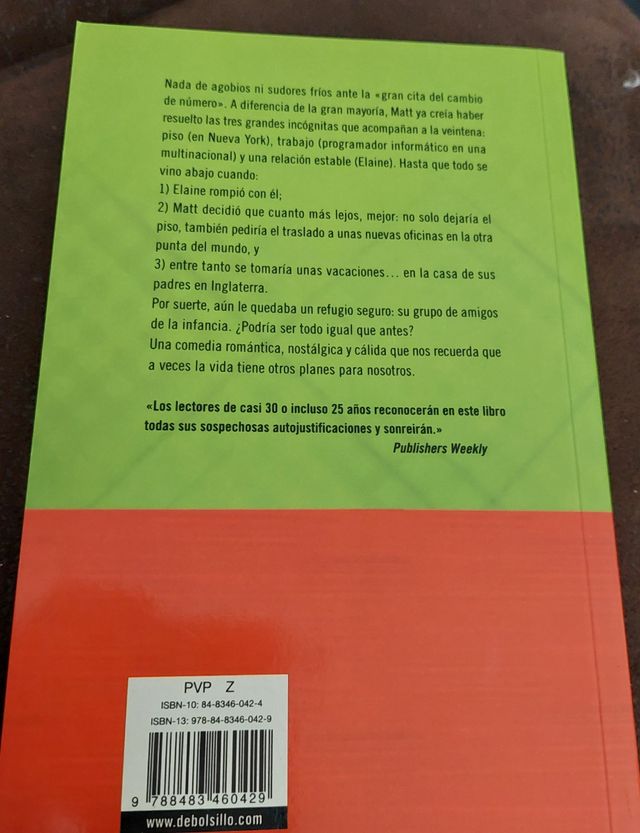 Nada de agobios ni sudores fríos ante la «gran cita del cambio
de número». A diferencia de la gran mayoría, Matt ya creía haber
resuelto las tres grandes incógnitas que acompañan a la veintena:
piso (en Nueva York), trabajo (programador informático en una
multinacional) y una relación estable (Elaine). Hasta que todo se
vino abajo cuando:
1) Elaine rompió con él;
2) Matt decidió que cuanto más lejos, mejor: no solo dejaría el
piso, también pediría el traslado a unas nuevas oficinas en la otra
punta del mundo, y
3) entre tanto se tomaría unas vacaciones... en la casa de sus
padres en Inglaterra.
Por suerte, aún le quedaba un refugio seguro: su grupo de amigos
de la infancia. ¿Podría ser todo igual que antes?
Una comedia romántica, nostálgica y cálida que nos recuerda que
a veces la vida tiene otros planes para nosotros.
«Los lectores de casi 30 o incluso 25 años reconocerán en este libro
todas sus sospechosas autojustificaciones y sonreirán.»
Publishers Weekly
PVP Z
ISBN-10: 84-8346-042-4
ISBN-13: 978-84-8346-042-9
9 788483 460429
www.debolsillo.com